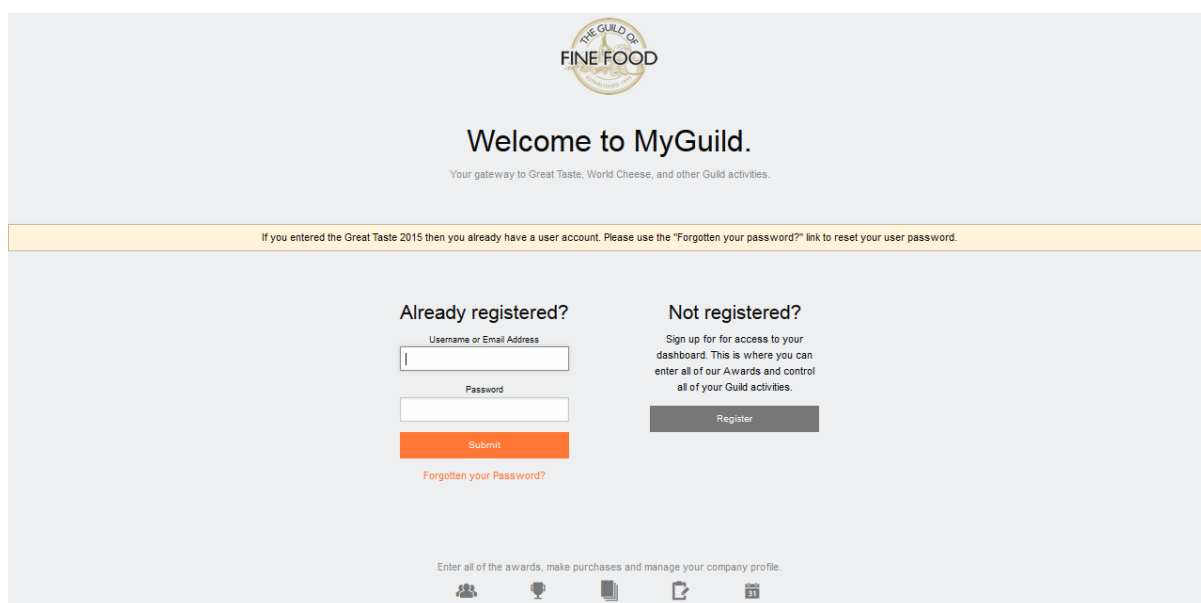 THE GUILD OF
FINE FOOD
Welcome to MyGuild.
Your gateway to Great Taste, World Cheese, and other Guild activities.
If you entered the Great Taste 2015 then you already have a user account. Please use the "Forgotten your password?" link to reset your user password.
Already registered?
Username or Email Address
Password
Submit
Forgotten your Password?
Not registered?
Sign up for for access to your
dashboard. This is where you can
enter all of our Awards and control
all of your Guild activities.
Register
Enter all of the awards, make purchases and manage your company profile.
31